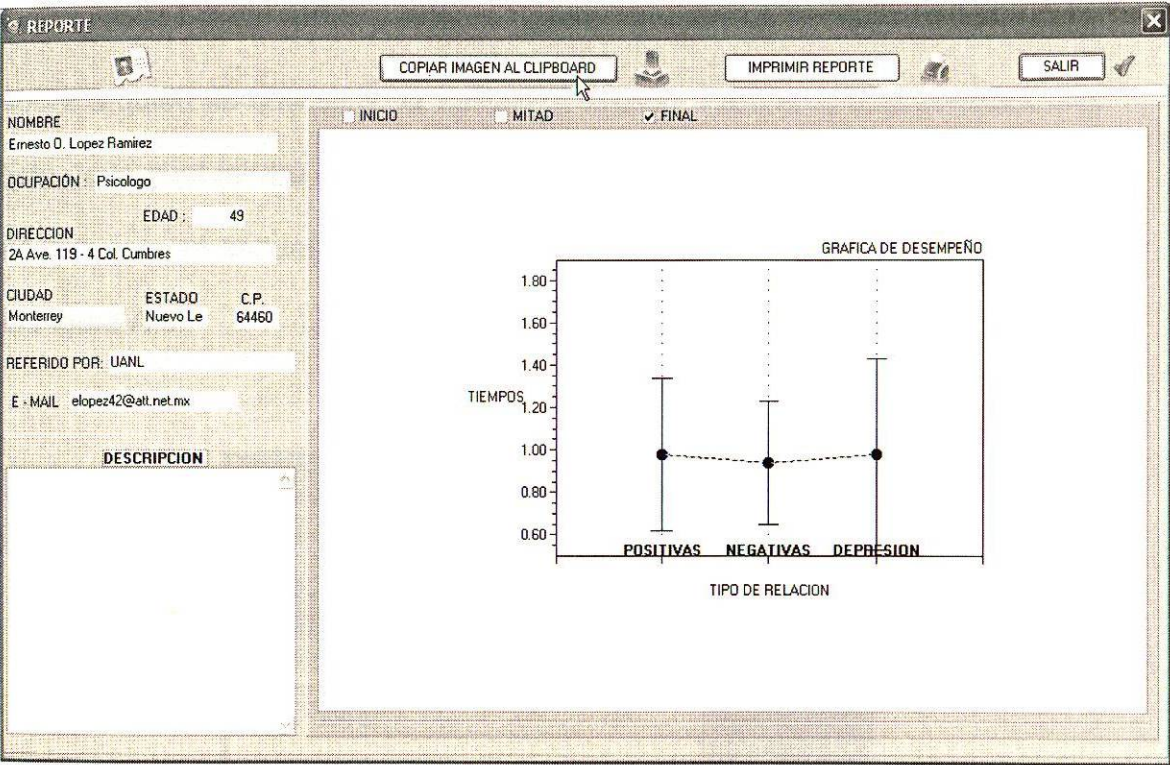 REPORTE
COPIAR IMAGEN AL CLIPBOARD
IMPRIMIR REPORTE
SALIR
NOMBRE
Ernesto O. Lopez Ramirez
OCUPACIÓN : Psicologo
EDAD : 49
DIRECCION
2A Ave. 119 - 4 Col. Cumbres
CIUDAD ESTADO C.P.
Monterrey Nuevo Le 64460
REFERIDO POR: UANL
E - MAIL elopez42@att.net.mx
DESCRIPCION
INICIO MITAD FINAL
GRAFICA DE DESEMPEÑO
1.80
1.60
1.40
TIEMPOS
1.20
1.00
0.80
0.60
POSITIVAS NEGATIVAS DEPRESION
TIPO DE RELACION